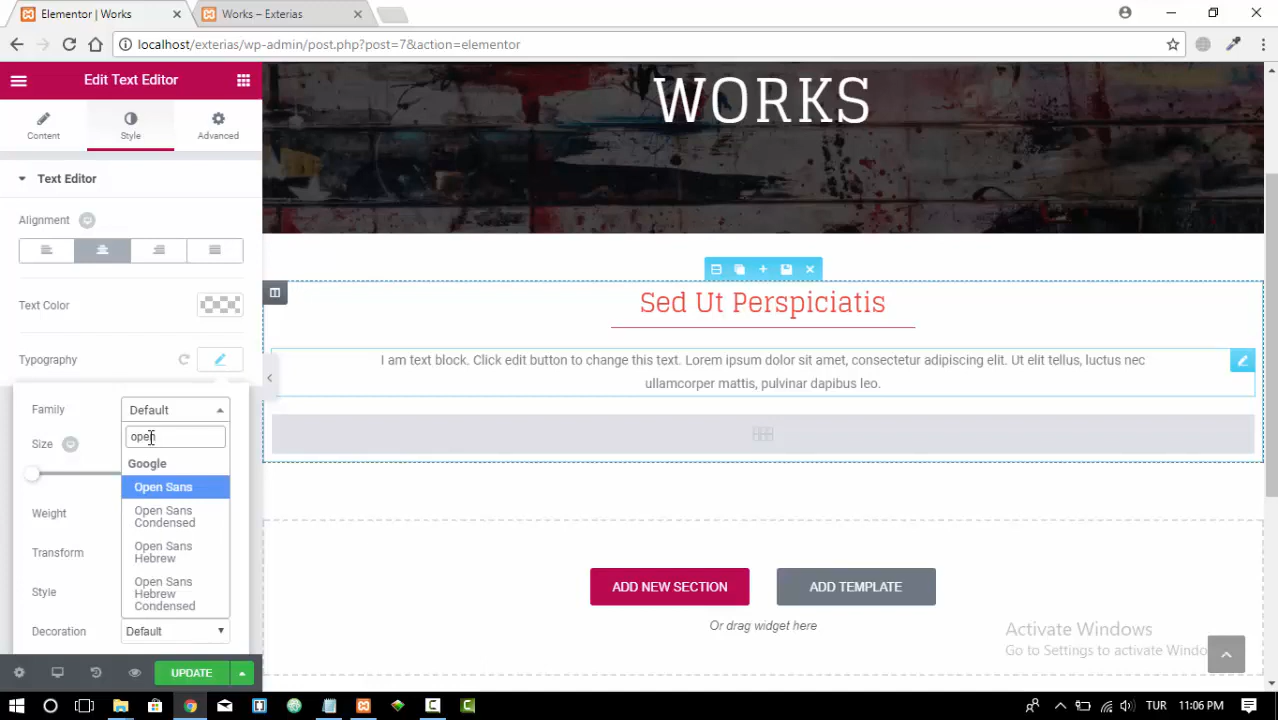 Elementor | Works
Works – Exterias
localhost/exterias/wp-admin/post.php?post=7&action=elementor
Edit Text Editor
Content
Style
Advanced
Text Editor
Alignment
Text Color
Typography
Family
Default
open
Size
Google
Open Sans
Open Sans
Condensed
Open Sans
Hebrew
Open Sans
Hebrew
Condensed
Weight
Transform
Style
Decoration
Default
UPDATE
WORKS
Sed Ut Perspiciatis
I am text block. Click edit button to change this text. Lorem ipsum dolor sit amet, consectetur adipiscing elit. Ut elit tellus, luctus nec
ullamcorper mattis, pulvinar dapibus leo.
ADD NEW SECTION
ADD TEMPLATE
Or drag widget here
Activate Windows
Go to Settings to activate Windo
TUR
11:06 PM